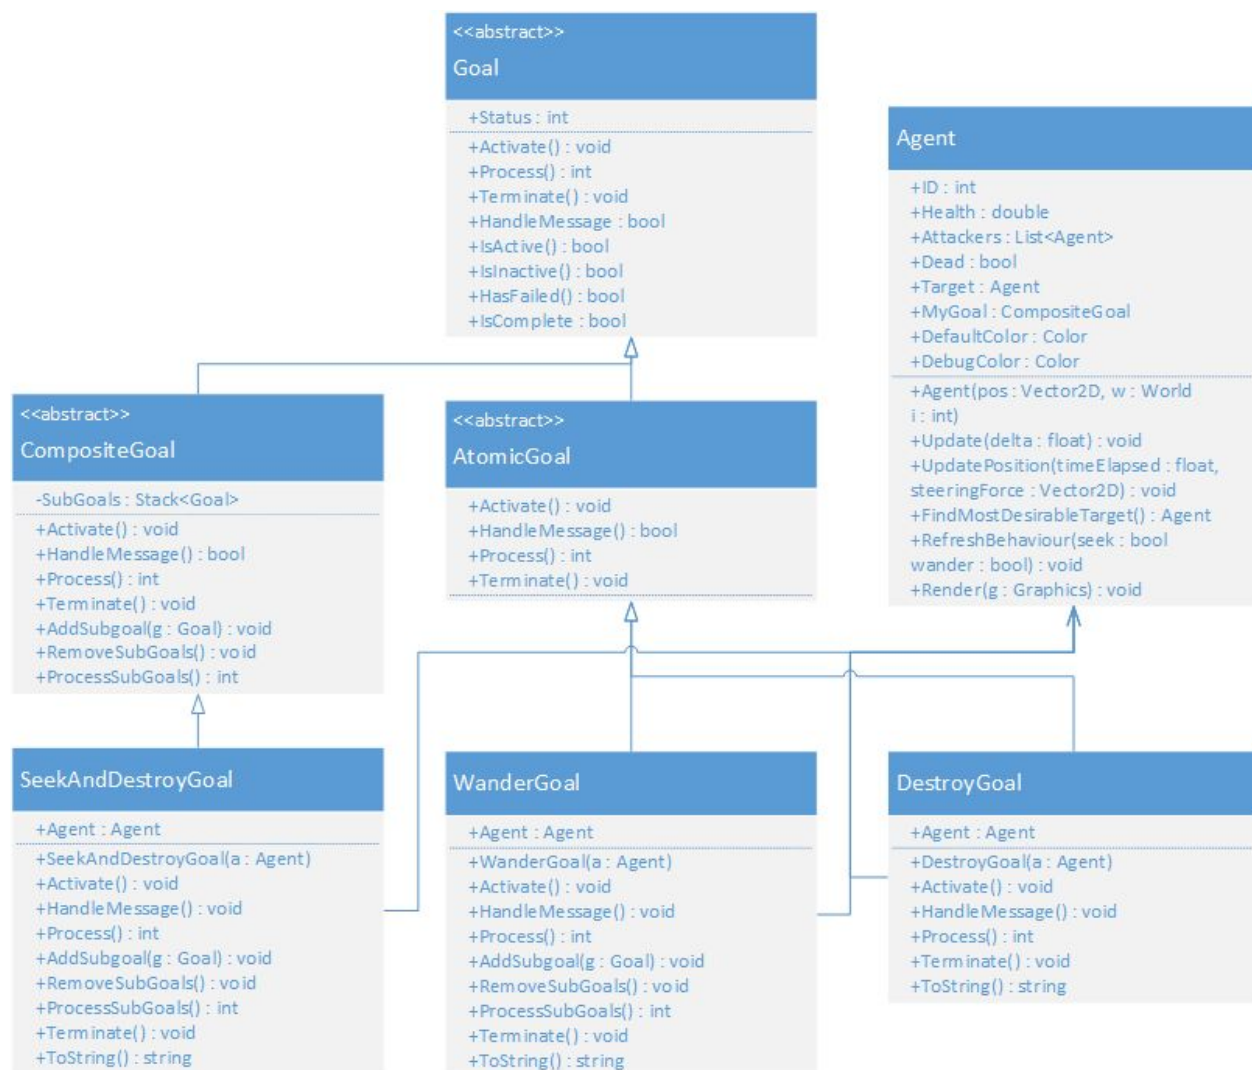 <<abstract>>
Goal
+Status : int
+Activate() : void
+Process() : int
+Terminate() : void
+HandleMessage : bool
+IsActive() : bool
+IsInactive() : bool
+HasFailed() : bool
+IsComplete : bool
Agent
+ID : int
+Health : double
+Attackers : List<Agent>
+Dead : bool
+Target : Agent
+MyGoal : CompositeGoal
+DefaultColor : Color
+DebugColor : Color
+Agent(pos : Vector2D, w : World
i : int)
+Update(delta : float) : void
+UpdatePosition(timeElapsed : float,
steeringForce : Vector2D) : void
+FindMostDesirableTarget() : Agent
+RefreshBehaviour(seek : bool
wander : bool) : void
+Render(g : Graphics) : void
<<abstract>>
CompositeGoal
-SubGoals : Stack<Goal>
+Activate() : void
+HandleMessage() : bool
+Process() : int
+Terminate() : void
+AddSubgoal(g : Goal) : void
+RemoveSubGoals() : void
+ProcessSubGoals() : int
<<abstract>>
AtomicGoal
+Activate() : void
+HandleMessage() : bool
+Process() : int
+Terminate() : void
SeekAndDestroyGoal
+Agent : Agent
+SeekAndDestroyGoal(a : Agent)
+Activate() : void
+HandleMessage() : void
+Process() : int
+AddSubgoal(g : Goal) : void
+RemoveSubGoals() : void
+ProcessSubGoals() : int
+Terminate() : void
+ToString() : string
WanderGoal
+Agent : Agent
+WanderGoal(a : Agent)
+Activate() : void
+HandleMessage() : void
+Process() : int
+AddSubgoal(g : Goal) : void
+RemoveSubGoals() : void
+ProcessSubGoals() : int
+Terminate() : void
+ToString() : string
DestroyGoal
+Agent : Agent
+DestroyGoal(a : Agent)
+Activate() : void
+HandleMessage() : void
+Process() : int
+Terminate() : void
+ToString() : string